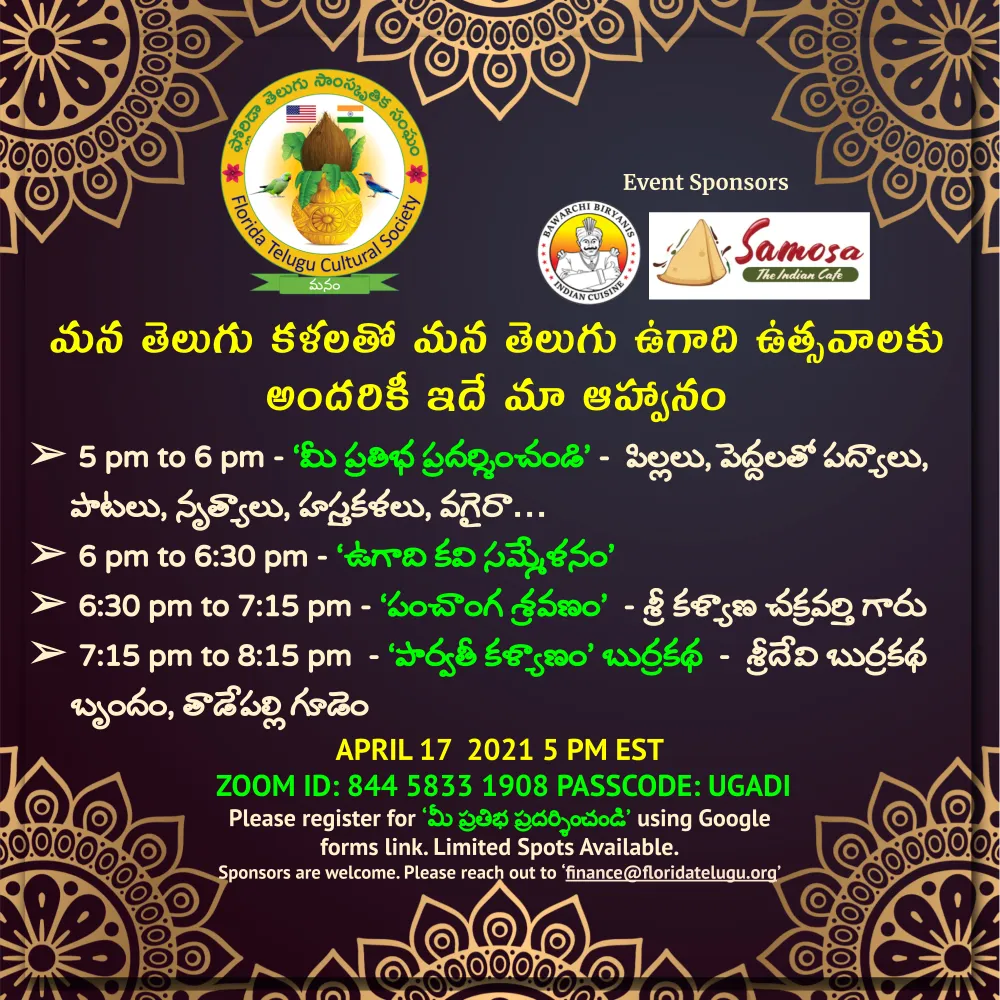 ఫ్లోరిడా తెలుగు సాంస్కృతిక సంఘం
Florida Telugu Cultural Society
మనం
Event Sponsors
BAWARCHI BIRYANIS
INDIAN CUISINE
Samosa
The Indian Cafe
మన తెలుగు కళలతో మన తెలుగు ఉగాది ఉత్సవాలకు
అందరికీ ఇదే మా ఆహ్వానం
➢ 5 pm to 6 pm - ‘మీ ప్రతిభ ప్రదర్శించండి’ - పిల్లలు, పెద్దలతో పద్యాలు,
పాటలు, నృత్యాలు, హస్తకళలు, వగైరా...
➢ 6 pm to 6:30 pm - ‘ఉగాది కవి సమ్మేళనం’
➢ 6:30 pm to 7:15 pm - ‘పంచాంగ శ్రవణం’ - శ్రీ కళ్యాణ చక్రవర్తి గారు
➢ 7:15 pm to 8:15 pm - ‘పార్వతీ కళ్యాణం’ బుర్రకథ - శ్రీదేవి బుర్రకథ
బృందం, తాడేపల్లి గూడెం
APRIL 17 2021 5 PM EST
ZOOM ID: 844 5833 1908 PASSCODE: UGADI
Please register for ‘మీ ప్రతిభ ప్రదర్శించండి’ using Google
forms link. Limited Spots Available.
Sponsors are welcome. Please reach out to ‘finance@floridatelugu.org’